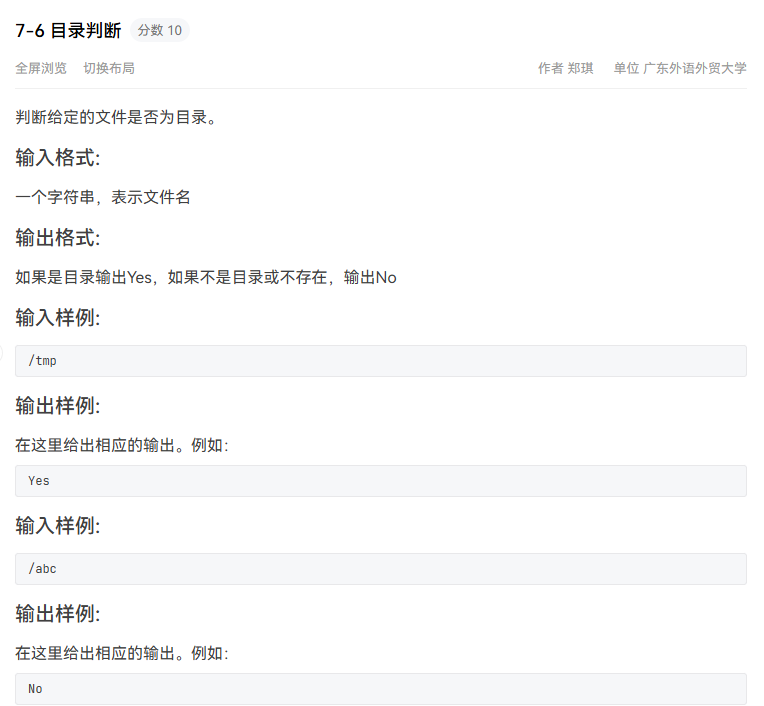 7-6 目录判断 分数 10
全屏浏览 切换布局 作者 郑琪 单位 广东外语外贸大学
判断给定的文件是否为目录。
输入格式:
一个字符串，表示文件名
输出格式:
如果是目录输出Yes，如果不是目录或不存在，输出No
输入样例:
/tmp
输出样例:
在这里给出相应的输出。例如：
Yes
输入样例:
/abc
输出样例:
在这里给出相应的输出。例如：
No